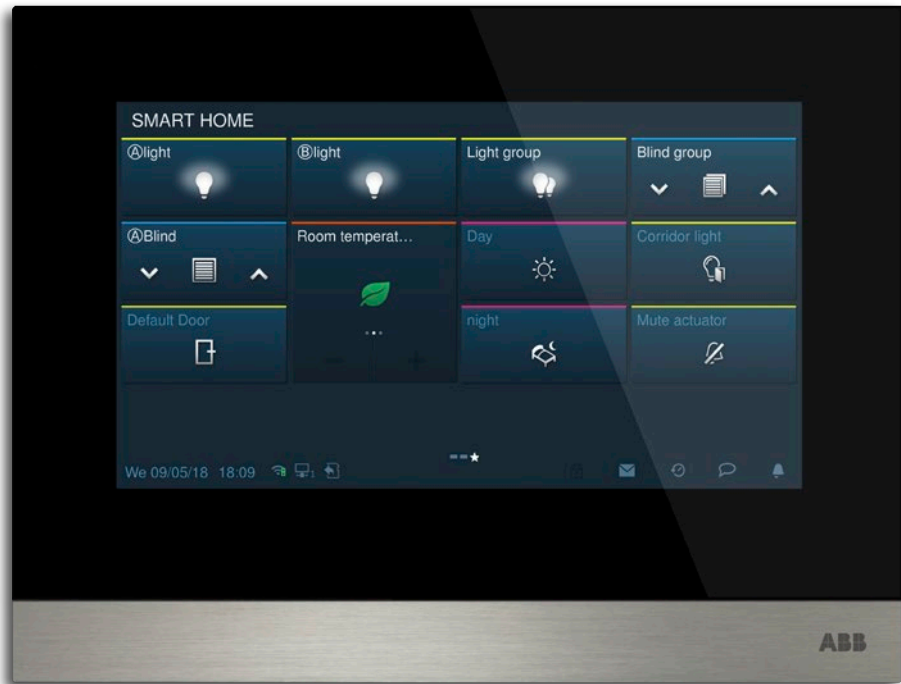 SMART HOME
Ⓐlight
Ⓑlight
Light group
Blind group
ⒶBlind
Room temperat...
Day
Corridor light
Default Door
night
Mute actuator
We 09/05/18 18:09
1
ABB